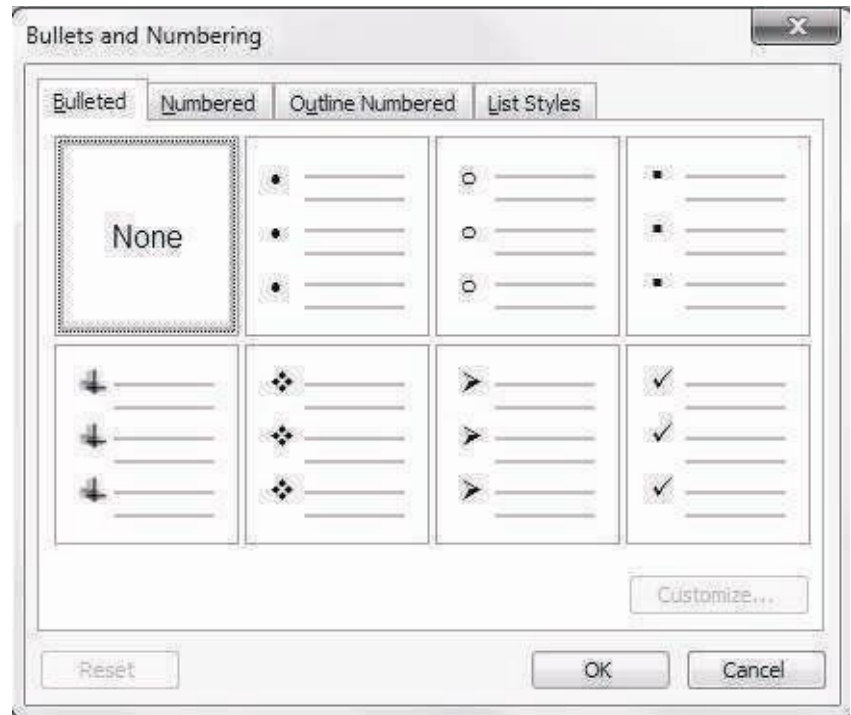 Bullets and Numbering
Bulleted Numbered Outline Numbered List Styles
None
Customize...
Reset OK Cancel